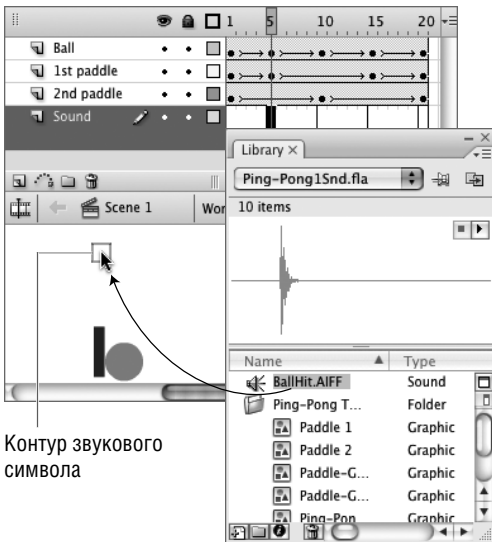 1 5 10 15 20
Ball
1st paddle
2nd paddle
Sound
Scene 1
Wor
Library ×
Ping-Pong1Snd.fla
10 items
Name Type
BallHit.AIFF Sound
Ping-Pong T... Folder
Paddle 1 Graphic
Paddle 2 Graphic
Paddle-G... Graphic
Paddle-G... Graphic
Ping-Pon Graphic
Контур звукового
символа